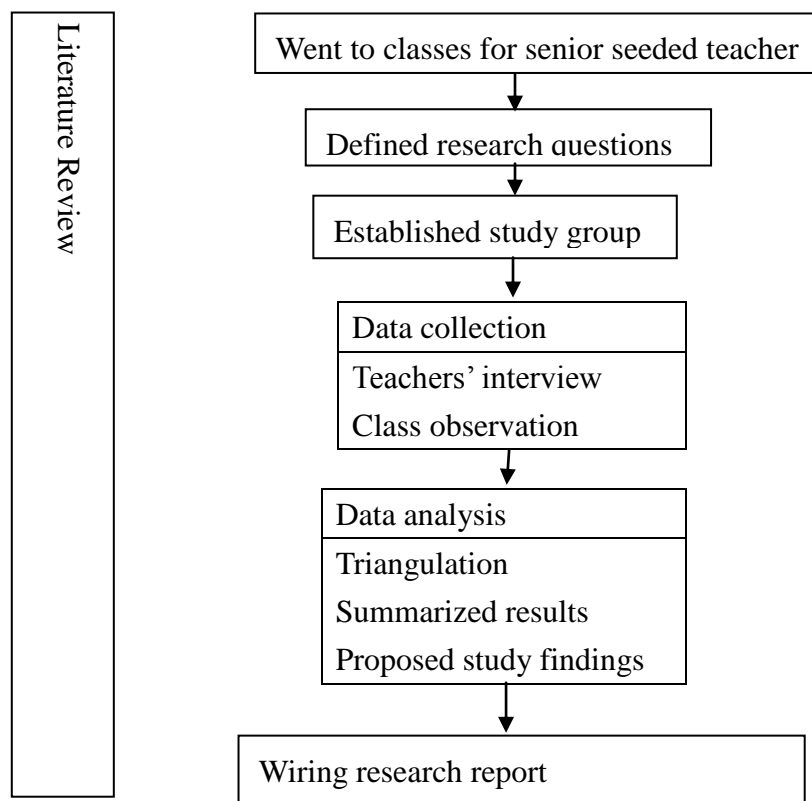 Literature Review
Went to classes for senior seeded teacher
Defined research questions
Established study group
Data collection
Teachers’ interview
Class observation
Data analysis
Triangulation
Summarized results
Proposed study findings
Wiring research report